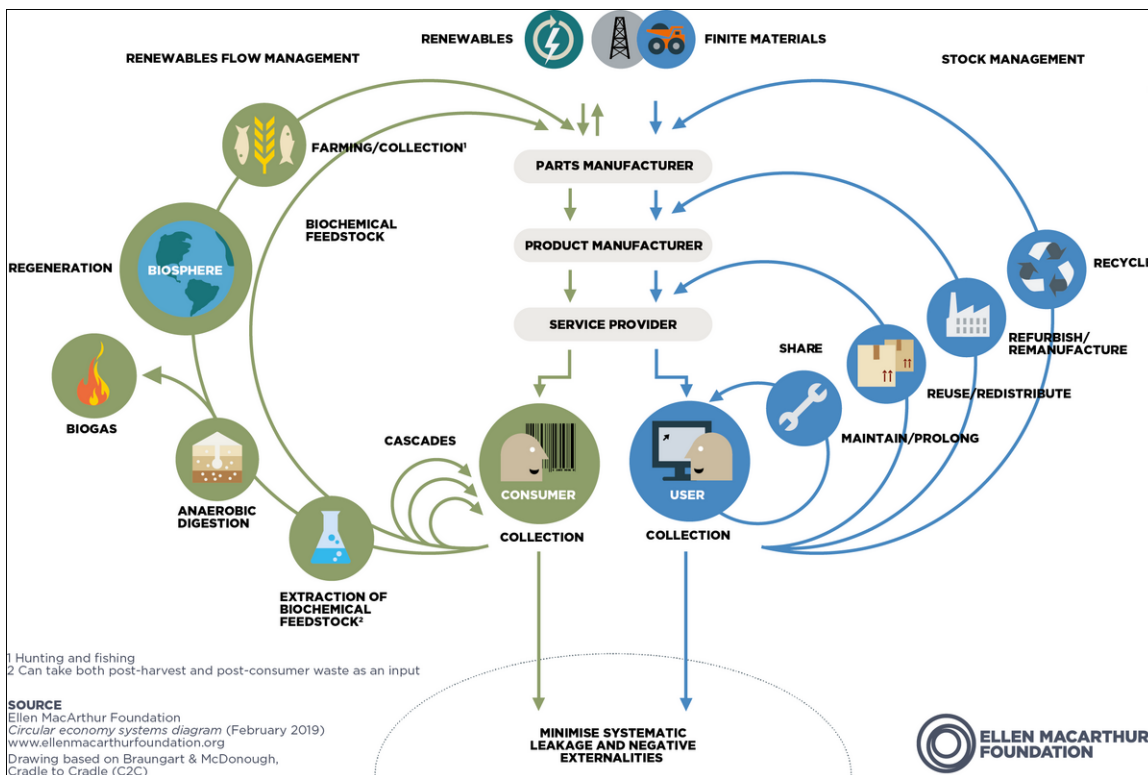 RENEWABLES
FINITE MATERIALS
RENEWABLES FLOW MANAGEMENT
STOCK MANAGEMENT
FARMING/COLLECTION¹
PARTS MANUFACTURER
BIOCHEMICAL
FEEDSTOCK
PRODUCT MANUFACTURER
REGENERATION
BIOSPHERE
RECYCLE
SERVICE PROVIDER
REFURBISH/
REMANUFACTURE
SHARE
REUSE/REDISTRIBUTE
BIOGAS
CASCADES
MAINTAIN/PROLONG
CONSUMER
USER
ANAEROBIC
DIGESTION
COLLECTION
COLLECTION
EXTRACTION OF
BIOCHEMICAL
FEEDSTOCK²
1 Hunting and fishing
2 Can take both post-harvest and post-consumer waste as an input
SOURCE
Ellen MacArthur Foundation
Circular economy systems diagram (February 2019)
www.ellenmacarthurfoundation.org
Drawing based on Braungart & McDonough,
Cradle to Cradle (C2C)
MINIMISE SYSTEMATIC
LEAKAGE AND NEGATIVE
EXTERNALITIES
ELLEN MACARTHUR
FOUNDATION